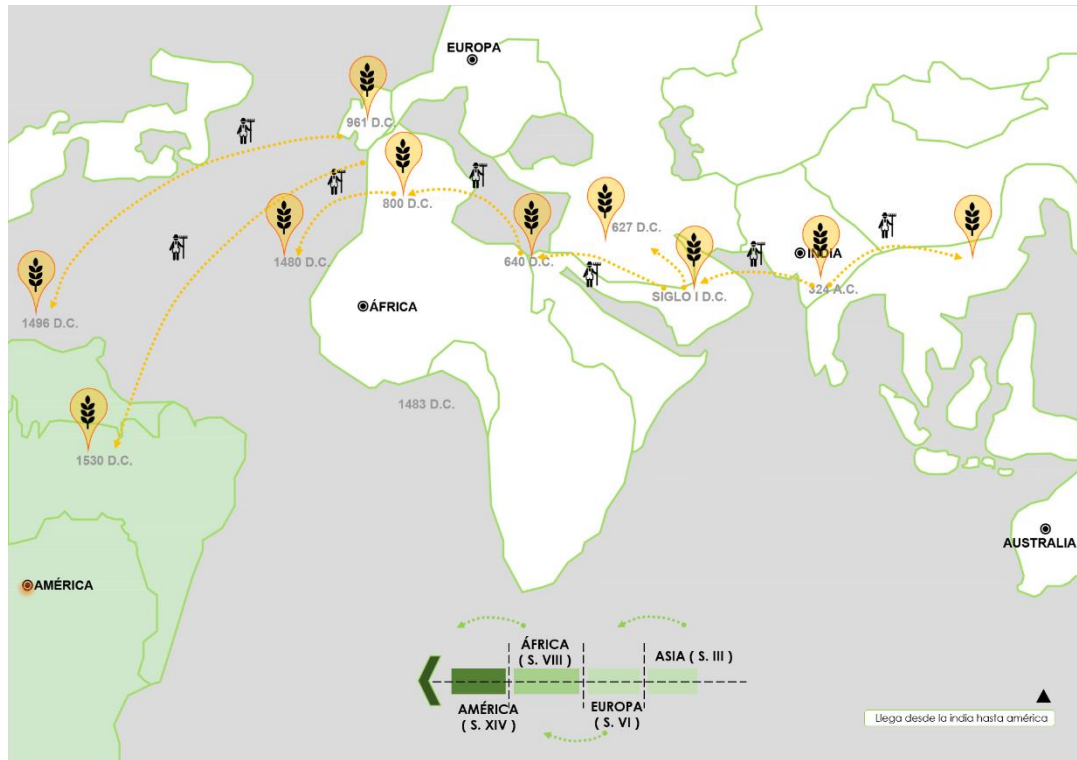 EUROPA
961 D.C.
800 D.C.
627 D.C.
INDIA
1480 D.C.
640 D.C.
324 A.C.
SIGLO I D.C.
ÁFRICA
1496 D.C.
1483 D.C.
1530 D.C.
AUSTRALIA
AMÉRICA
ÁFRICA
( S. VIII)
ASIA ( S. III)
AMÉRICA
( S. XIV)
EUROPA
(S. VI)
Llega desde la india hasta américa